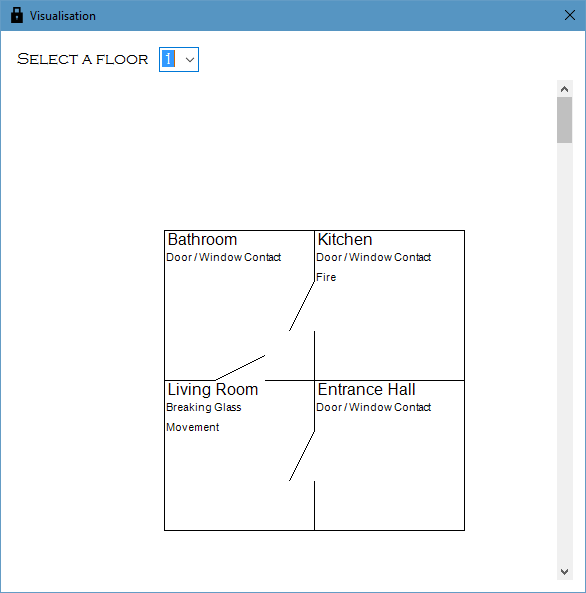 Visualisation
Select a floor 1
Bathroom
Door / Window Contact
Kitchen
Door / Window Contact
Fire
Living Room
Breaking Glass
Movement
Entrance Hall
Door / Window Contact